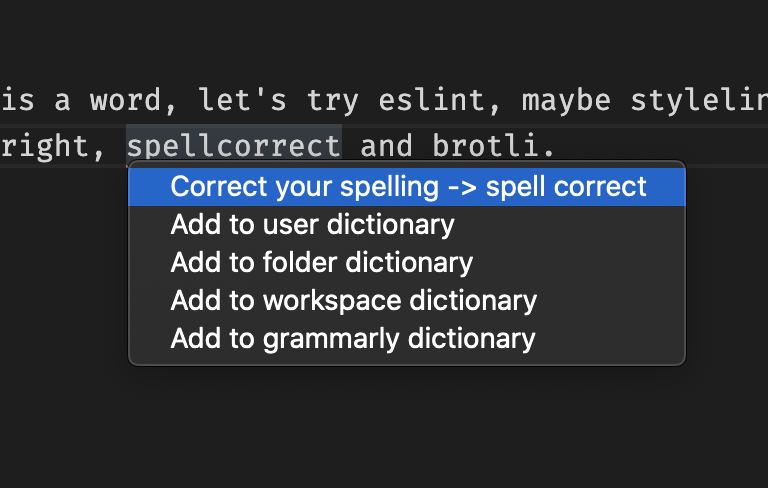 is a word, let's try eslint, maybe
right, spellcorrect and brotli.
Correct your spelling -> spell correct
Add to user dictionary
Add to folder dictionary
Add to workspace dictionary
Add to grammarly dictionary